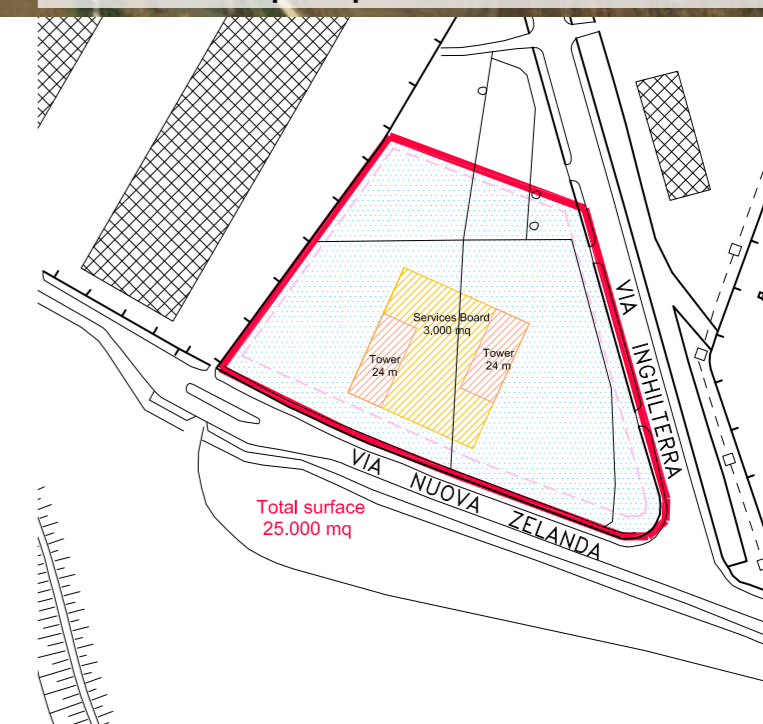 Services Board
3,000 mq
Tower
24 m
Tower
24 m
VIA INGHILTERRA
VIA NUOVA ZELANDA
Total surface
25.000 mq